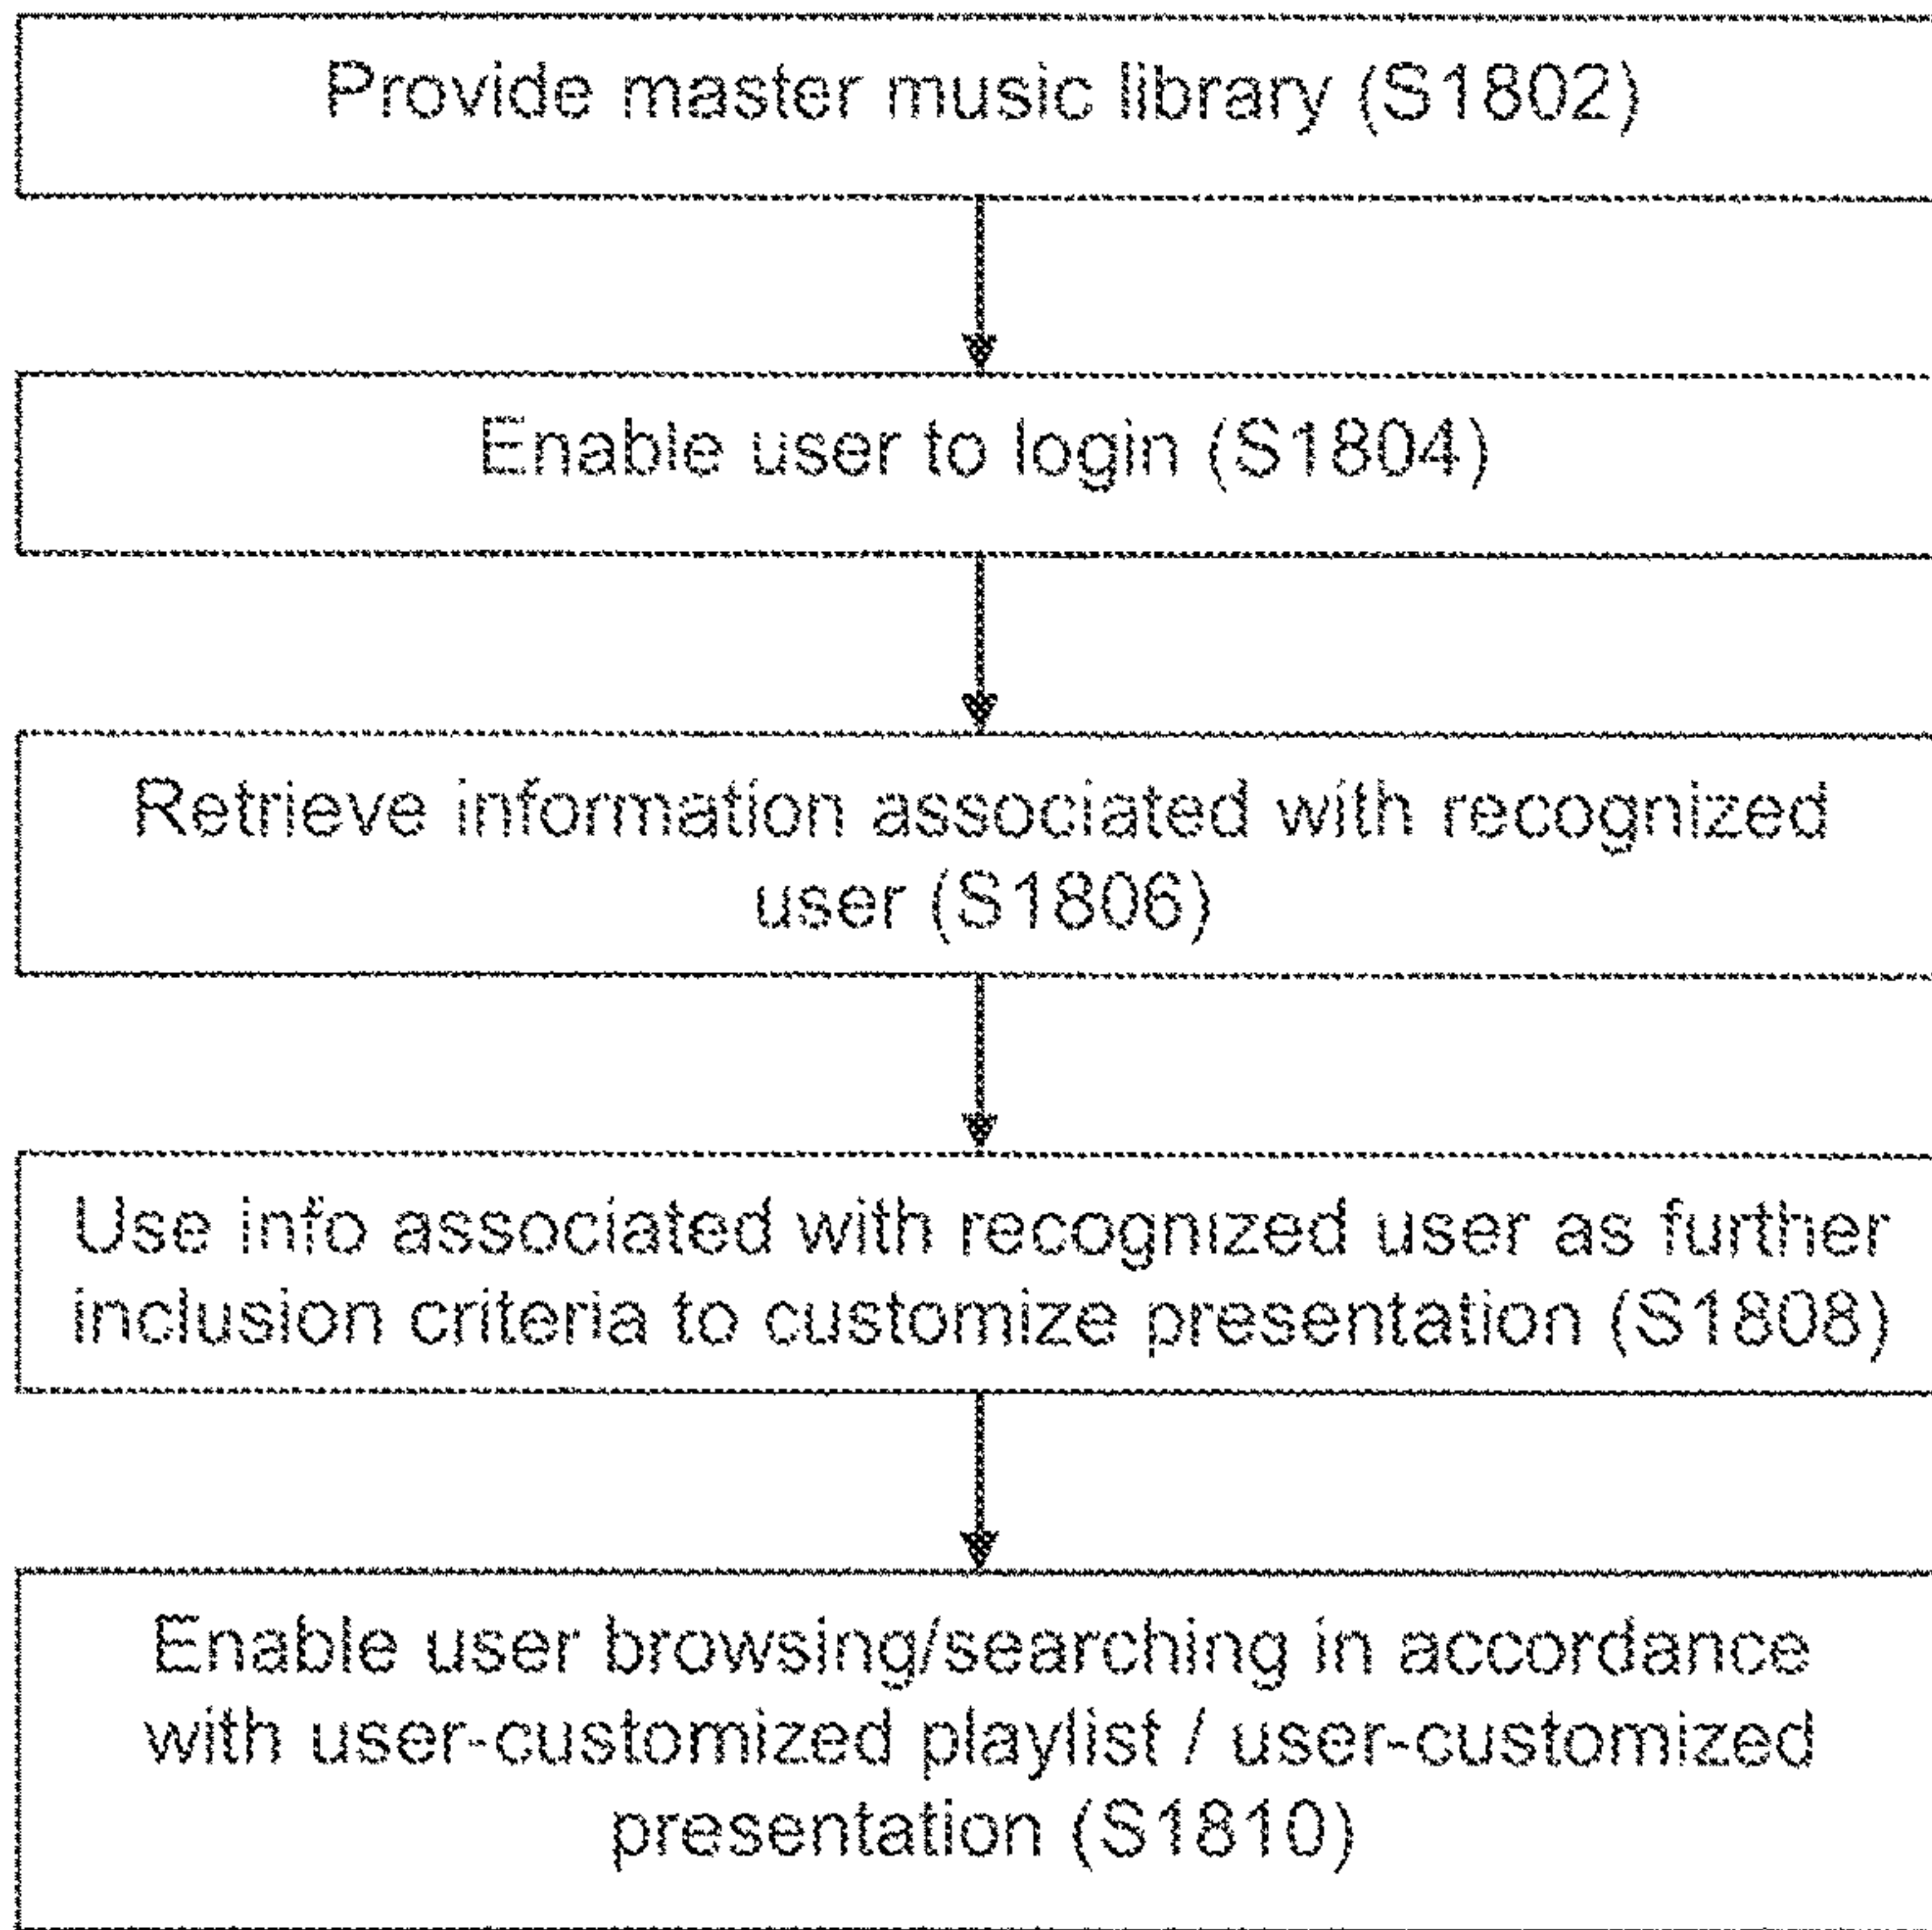 Provide master music library (S1802)
Enable user to login (S1804)
Retrieve information associated with recognized
user (S1806)
Use info associated with recognized user as further
inclusion criteria to customize presentation (S1808)
Enable user browsing/searching in accordance
with user-customized playlist / user-customized
presentation (S1810)